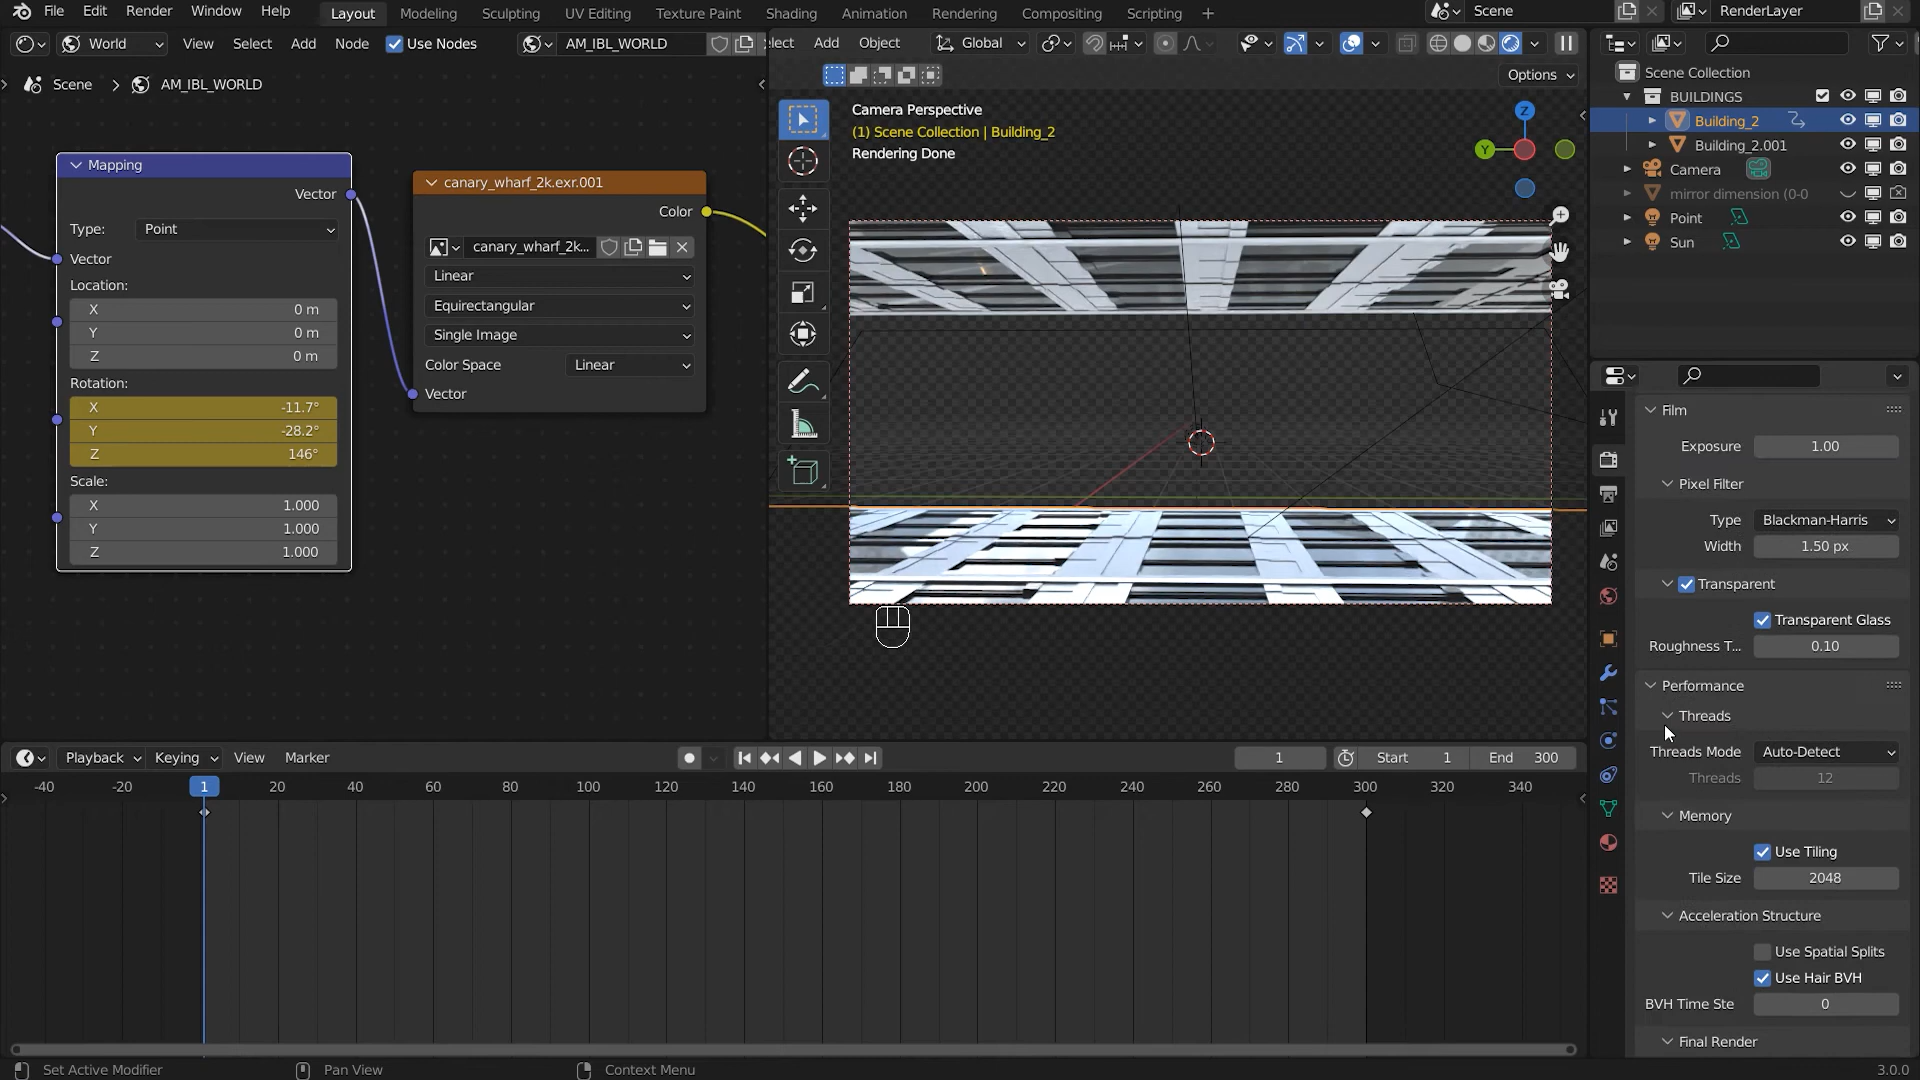 File Edit Render Window Help Layout Modeling Sculpting UV Editing Texture Paint Shading Animation Rendering Compositing Scripting + Scene RenderLayer
World View Select Add Node Use Nodes AM_IBL_WORLD
lect Add Object Global
Options
Scene > AM_IBL_WORLD
Mapping
Vector
Type: Point
Vector
Location:
X 0 m
Y 0 m
Z 0 m
Rotation:
X -11.7°
Y -28.2°
Z 146°
Scale:
X 1.000
Y 1.000
Z 1.000
canary_wharf_2k.exr.001
Color
canary_wharf_2k...
Linear
Equirectangular
Single Image
Color Space Linear
Vector
Camera Perspective
(1) Scene Collection | Building_2
Rendering Done
Z
Y
Scene Collection
BUILDINGS
Building_2
Building_2.001
Camera
mirror dimension (0-0
Point
Sun
Film
Exposure 1.00
Pixel Filter
Type Blackman-Harris
Width 1.50 px
Transparent
Transparent Glass
Roughness T... 0.10
Performance
Threads
Threads Mode Auto-Detect
Threads 12
Memory
Use Tiling
Tile Size 2048
Acceleration Structure
Use Spatial Splits
Use Hair BVH
BVH Time Ste 0
Final Render
Playback Keying View Marker 1 Start 1 End 300
-40 -20 1 20 40 60 80 100 120 140 160 180 200 220 240 260 280 300 320 340
Set Active Modifier Pan View Context Menu 3.0.0